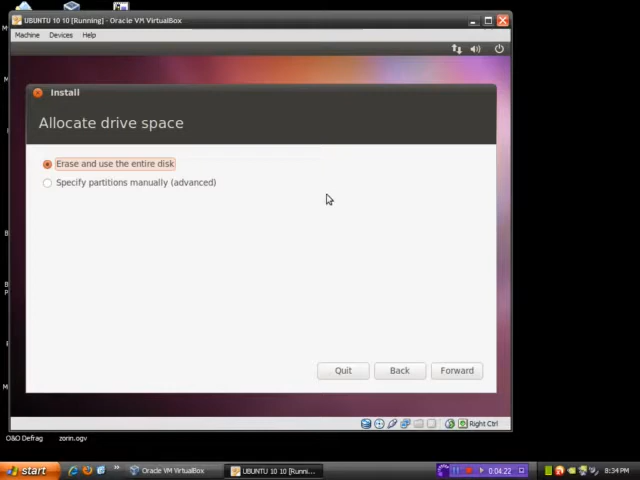 UBUNTU 10 10 [Running] - Oracle VM VirtualBox
Machine Devices Help
Install
Allocate drive space
Erase and use the entire disk
Specify partitions manually (advanced)
Quit Back Forward
Right Ctrl
O&O Defrag zorin.ogv
start » Oracle VM VirtualBox UBUNTU 10 10 [Runni... 0:04:22 8:34 PM